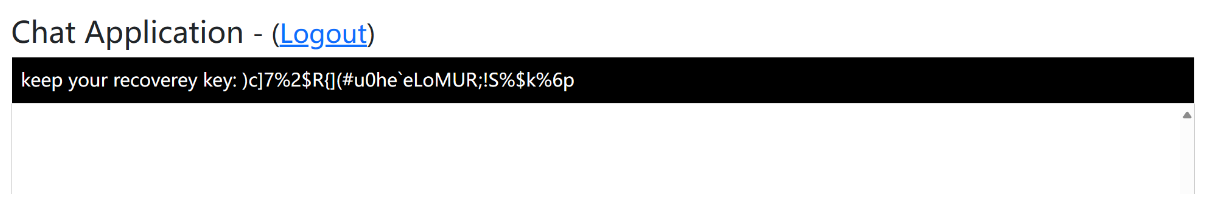 Chat Application - (Logout)
keep your recoverey key: )c]7%2$R{](#u0he`eLoMUR;!S%$k%6p